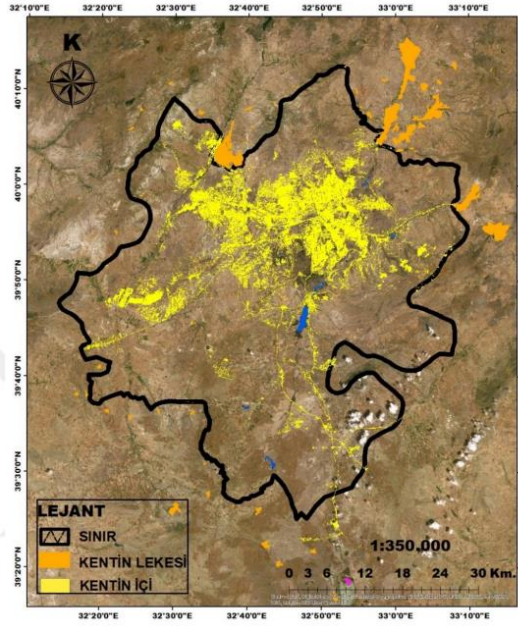 32°10'0"E 32°20'0"E 32°30'0"E 32°40'0"E 32°50'0"E 33°0'0"E 33°10'0"E
K
40°10'0"N
40°0'0"N
39°50'0"N
39°40'0"N
39°30'0"N
39°20'0"N
LEJANT
SINIR
KENTİN LEKESİ
KENTİN İÇİ
1:350.000
0 3 6 12 18 24 30 Km.
32°20'0"E 32°30'0"E 32°40'0"E 32°50'0"E 33°0'0"E 33°10'0"E